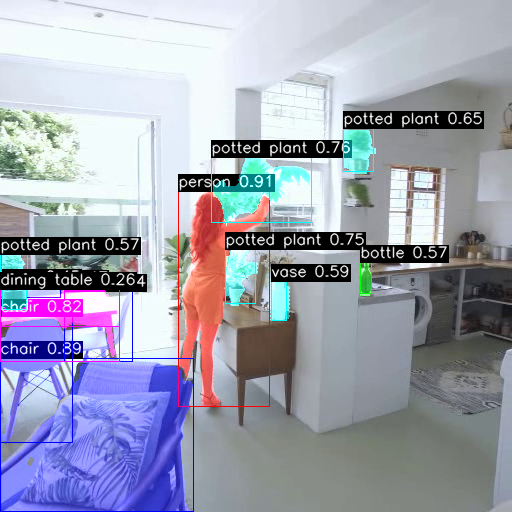 potted plant 0.65
potted plant 0.76
person 0.91
potted plant 0.57
potted plant 0.75
bottle 0.57
vase 0.59
dining table 0.264
chair 0.82
chair 0.89